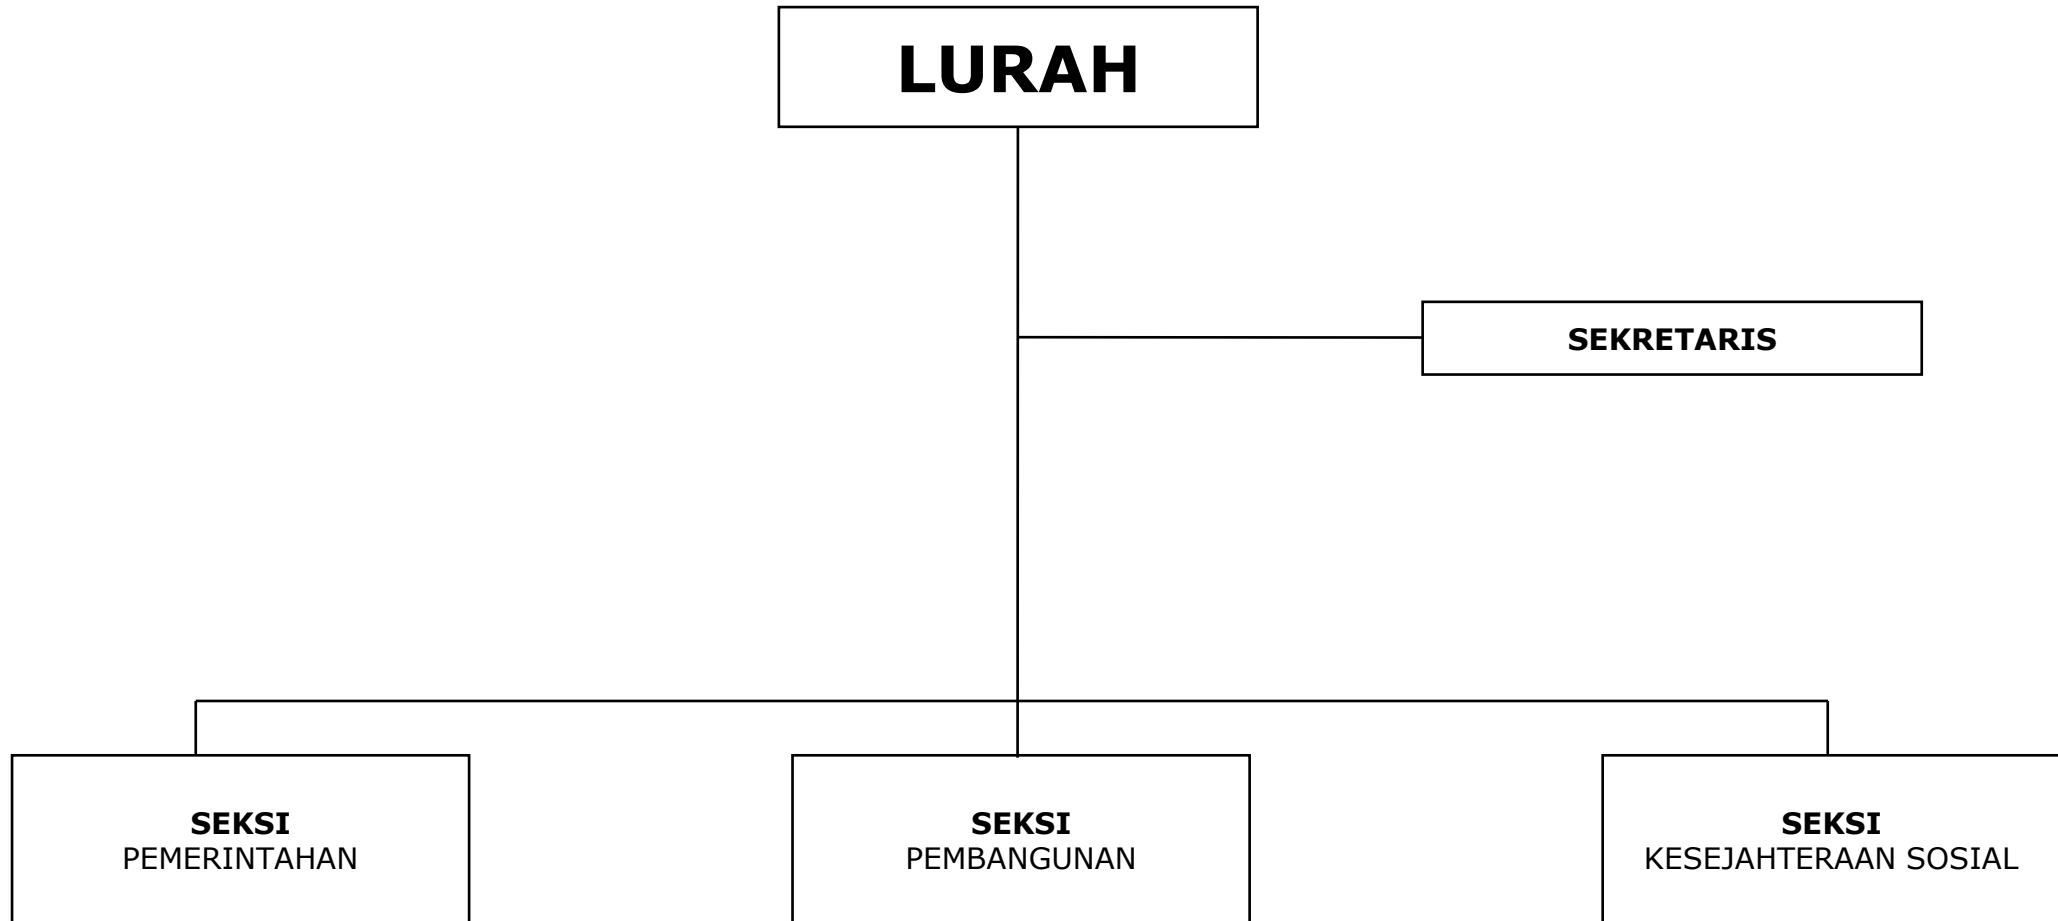 LURAH
SEKRETARIS
SEKSI
PEMERINTAHAN
SEKSI
PEMBANGUNAN
SEKSI
KESEJAHTERAAN SOSIAL